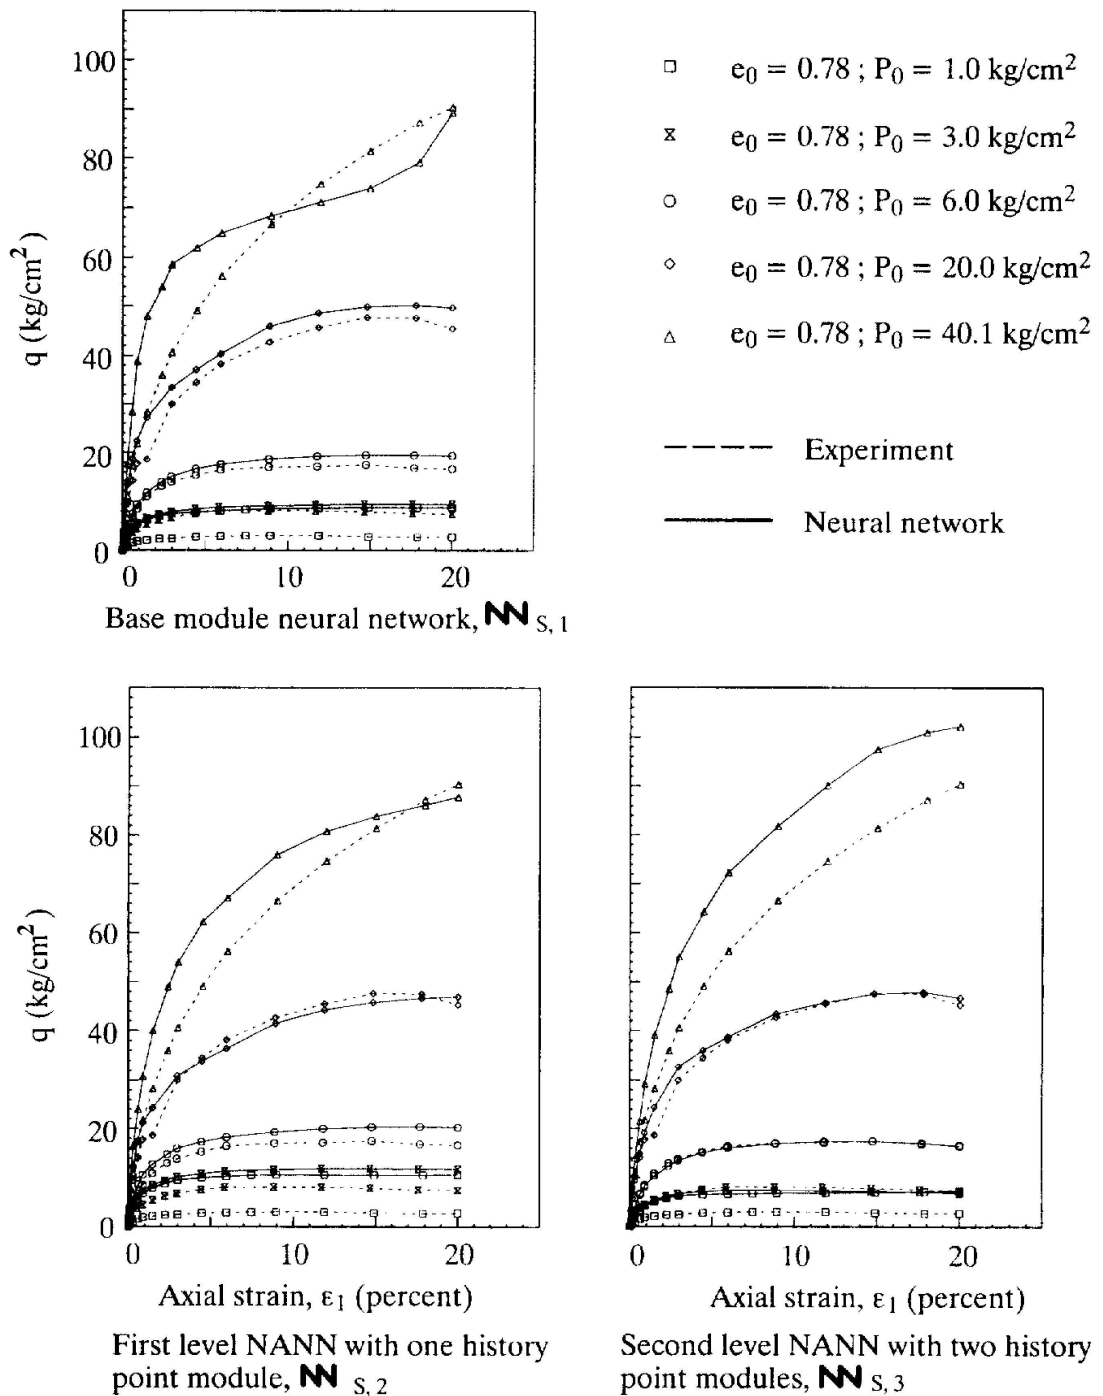 100
80
60
40
20
0
q (kg/cm²)
0 10 20
Base module neural network, NN S, 1
e₀ = 0.78 ; P₀ = 1.0 kg/cm²
e₀ = 0.78 ; P₀ = 3.0 kg/cm²
e₀ = 0.78 ; P₀ = 6.0 kg/cm²
e₀ = 0.78 ; P₀ = 20.0 kg/cm²
e₀ = 0.78 ; P₀ = 40.1 kg/cm²
Experiment
Neural network
100
80
60
40
20
0
q (kg/cm²)
0 10 20
Axial strain, ε₁ (percent)
First level NANN with one history
point module, NN S, 2
0 10 20
Axial strain, ε₁ (percent)
Second level NANN with two history
point modules, NN S, 3